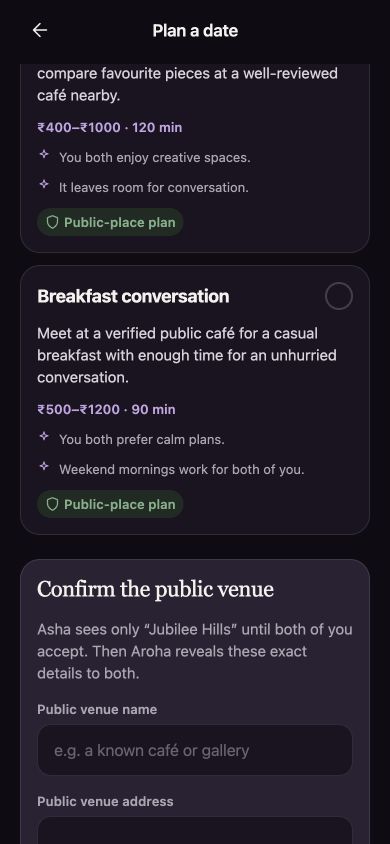 Plan a date
compare favourite pieces at a well-reviewed
café nearby.
₹400–₹1000 · 120 min
You both enjoy creative spaces.
It leaves room for conversation.
Public-place plan
Breakfast conversation
Meet at a verified public café for a casual
breakfast with enough time for an unhurried
conversation.
₹500–₹1200 · 90 min
You both prefer calm plans.
Weekend mornings work for both of you.
Public-place plan
Confirm the public venue
Asha sees only “Jubilee Hills” until both of you
accept. Then Aroha reveals these exact
details to both.
Public venue name
e.g. a known café or gallery
Public venue address